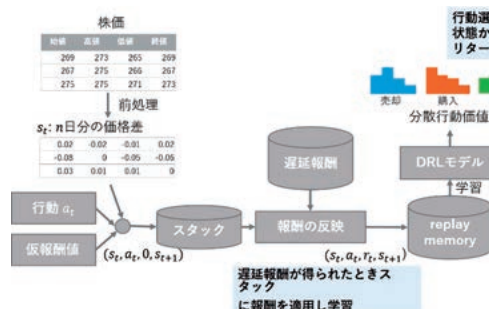 株価
始値 高値 価値 終値
269 273 265 269
267 275 266 267
275 275 271 273
前処理
s_t: n日分の価格差
0.02 -0.02 -0.01 0.02
-0.08 0 -0.05 -0.05
0.03 0.01 0.01 0
行動 a_t
仮報酬値
(s_t, a_t, 0, s_{t+1})
スタック
遅延報酬
報酬の反映
(s_t, a_t, r_t, s_{t+1})
replay
memory
学習
DRLモデル
分散行動価値
売却 購入
行動選
状態か
リター
遅延報酬が得られたときス
タック
に報酬を適用し学習